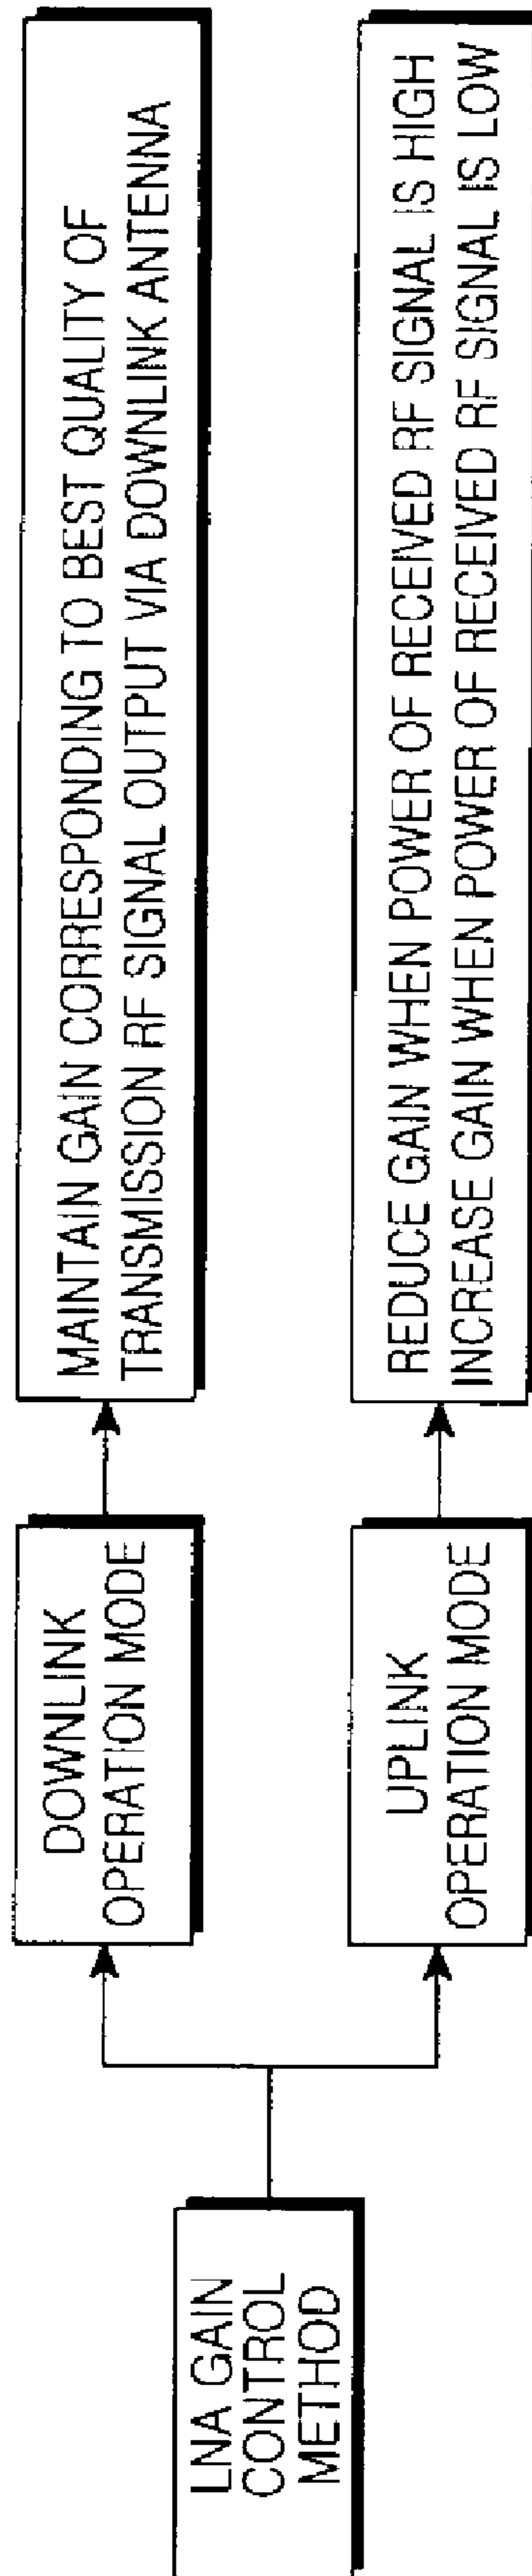 LNA GAIN
CONTROL
METHOD
DOWNLINK
OPERATION MODE
MAINTAIN GAIN CORRESPONDING TO BEST QUALITY OF
TRANSMISSION RF SIGNAL OUTPUT VIA DOWNLINK ANTENNA
UPLINK
OPERATION MODE
REDUCE GAIN WHEN POWER OF RECEIVED RF SIGNAL IS HIGH
INCREASE GAIN WHEN POWER OF RECEIVED RF SIGNAL IS LOW